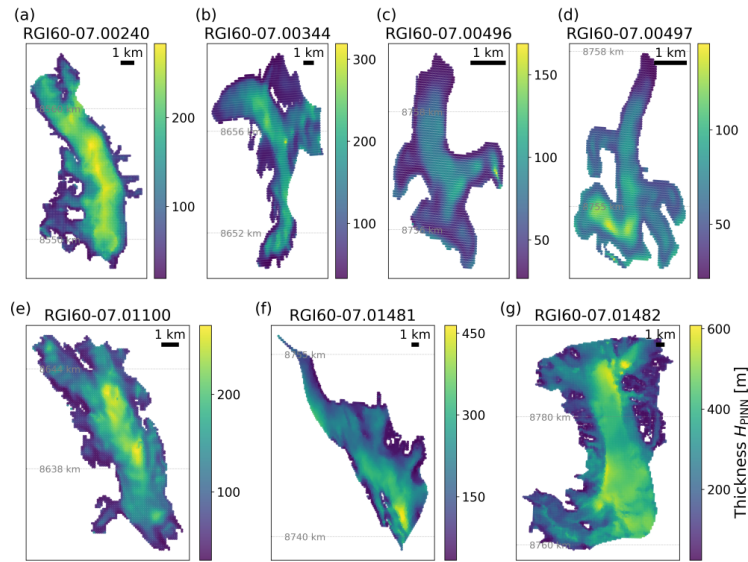 (a)
RGI60-07.00240
1 km
200
100
(b)
RGI60-07.00344
1 km
8656 km
8652 km
300
200
100
(c)
RGI60-07.00496
1 km
150
100
50
(d)
RGI60-07.00497
1 km
8758 km
100
50
(e)
RGI60-07.01100
1 km
8638 km
200
100
(f)
RGI60-07.01481
1 km
8740 km
450
300
150
(g)
RGI60-07.01482
1 km
8780 km
8760 km
600
400
200
Thickness H_PINN [m]